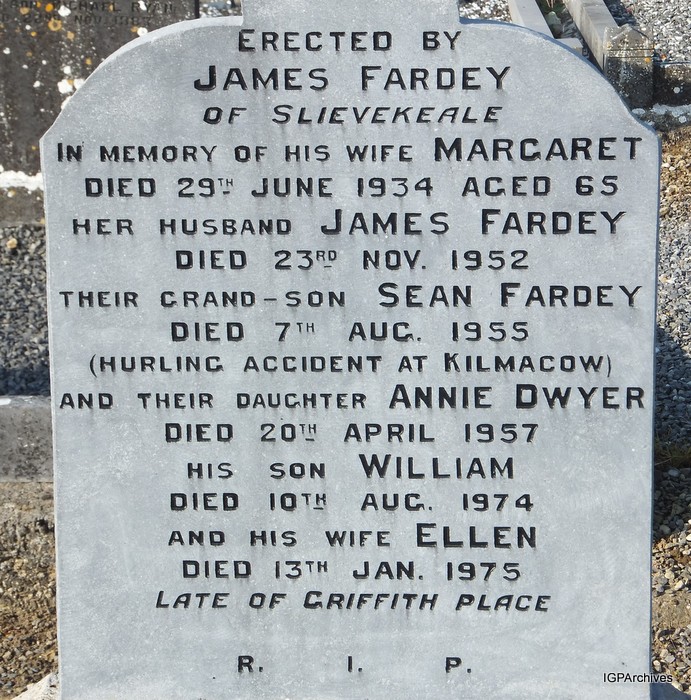 MICHAEL RYAN
ERECTED BY
JAMES FARDEY
OF SLIEVEKEALE
IN MEMORY OF HIS WIFE MARGARET
DIED 29TH JUNE 1934 AGED 65
HER HUSBAND JAMES FARDEY
DIED 23RD NOV. 1952
THEIR GRAND-SON SEAN FARDEY
DIED 7TH AUG. 1955
(HURLING ACCIDENT AT KILMACOW)
AND THEIR DAUGHTER ANNIE DWYER
DIED 20TH APRIL 1957
HIS SON WILLIAM
DIED 10TH AUG. 1974
AND HIS WIFE ELLEN
DIED 13TH JAN. 1975
LATE OF GRIFFITH PLACE
R. I. P.
IGPArchives